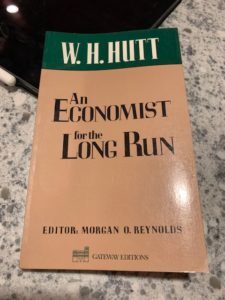 W. H. HUTT
An
ECONOMIST
for the
LONG RUN
EDITOR: MORGAN O. REYNOLDS
GATEWAY EDITIONS